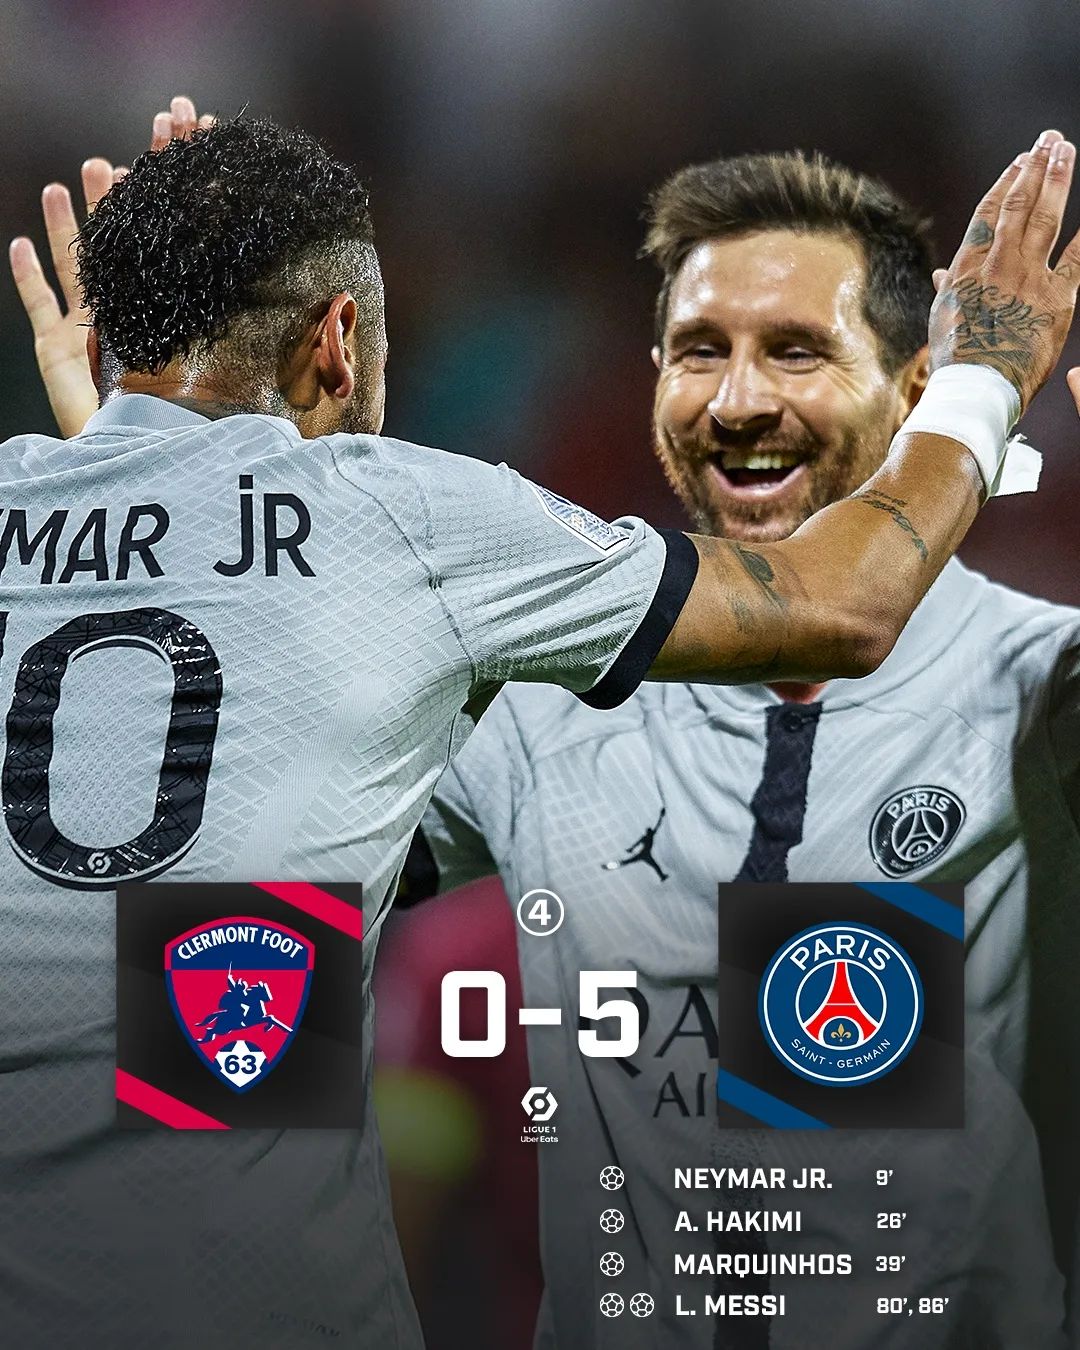 MAR JR
0
PARIS
CLERMONT FOOT
63
4
0-5
LIGUE 1
Uber Eats
PARIS
SAINT-GERMAIN
NEYMAR JR. 9’
A. HAKIMI 26’
MARQUINHOS 39’
L. MESSI 80’, 86’